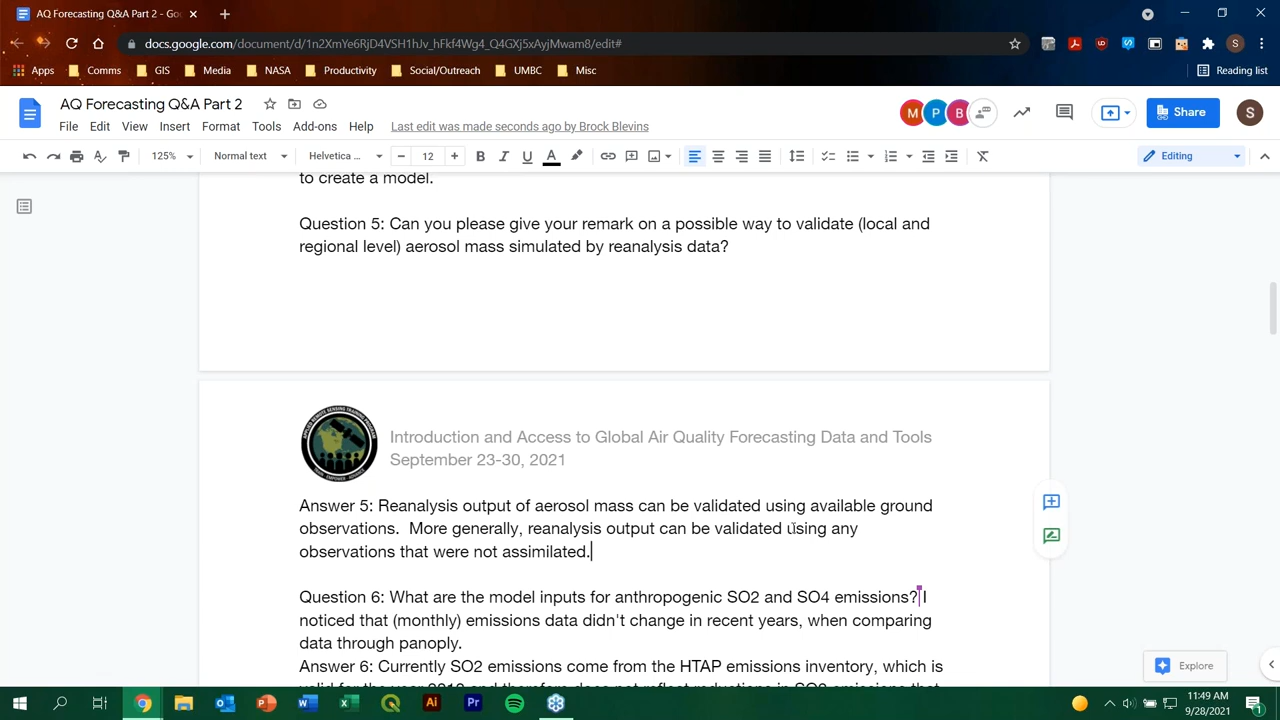 AQ Forecasting Q&A Part 2 - Go
docs.google.com/document/d/1n2XmYe6RjD4VSH1hJv_hFkf4Wg4_Q4GXj5xAyjMwam8/edit#
Apps Comms GIS Media NASA Productivity Social/Outreach UMBC Misc Reading list
AQ Forecasting Q&A Part 2
M P B Share S
File Edit View Insert Format Tools Add-ons Help Last edit was made seconds ago by Brock Blevins
125% Normal text Helvetica ... 12 B I U A Editing
to create a model.
Question 5: Can you please give your remark on a possible way to validate (local and
regional level) aerosol mass simulated by reanalysis data?
Introduction and Access to Global Air Quality Forecasting Data and Tools
September 23-30, 2021
Answer 5: Reanalysis output of aerosol mass can be validated using available ground
observations. More generally, reanalysis output can be validated using any
observations that were not assimilated.
Question 6: What are the model inputs for anthropogenic SO2 and SO4 emissions? I
noticed that (monthly) emissions data didn't change in recent years, when comparing
data through panoply.
Answer 6: Currently SO2 emissions come from the HTAP emissions inventory, which is
Explore
11:49 AM
9/28/2021